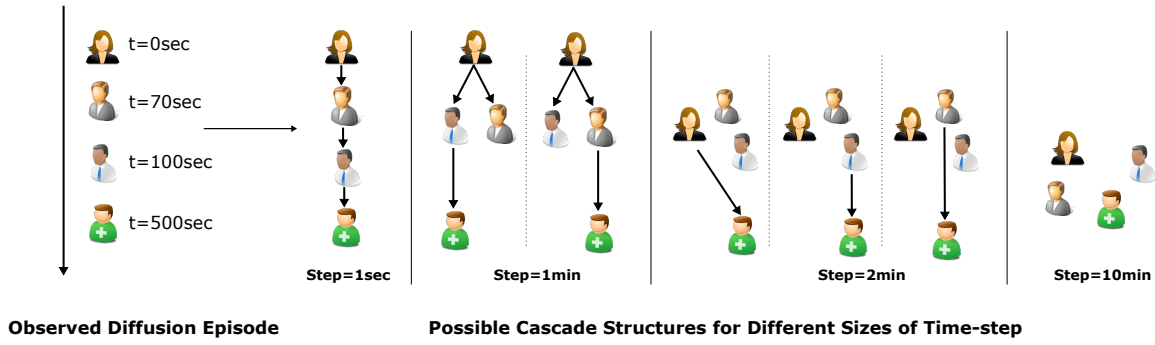 t=0sec
t=70sec
t=100sec
t=500sec
Step=1sec
Step=1min
Step=2min
Step=10min
Observed Diffusion Episode
Possible Cascade Structures for Different Sizes of Time-step